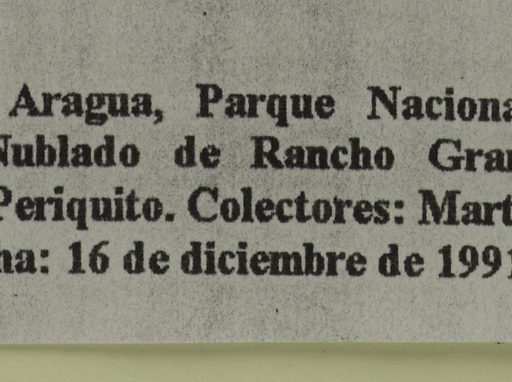 Aragua, Parque Naciona
Nublado de Rancho Gran
Periquito. Colectores: Mart
ha: 16 de diciembre de 1991